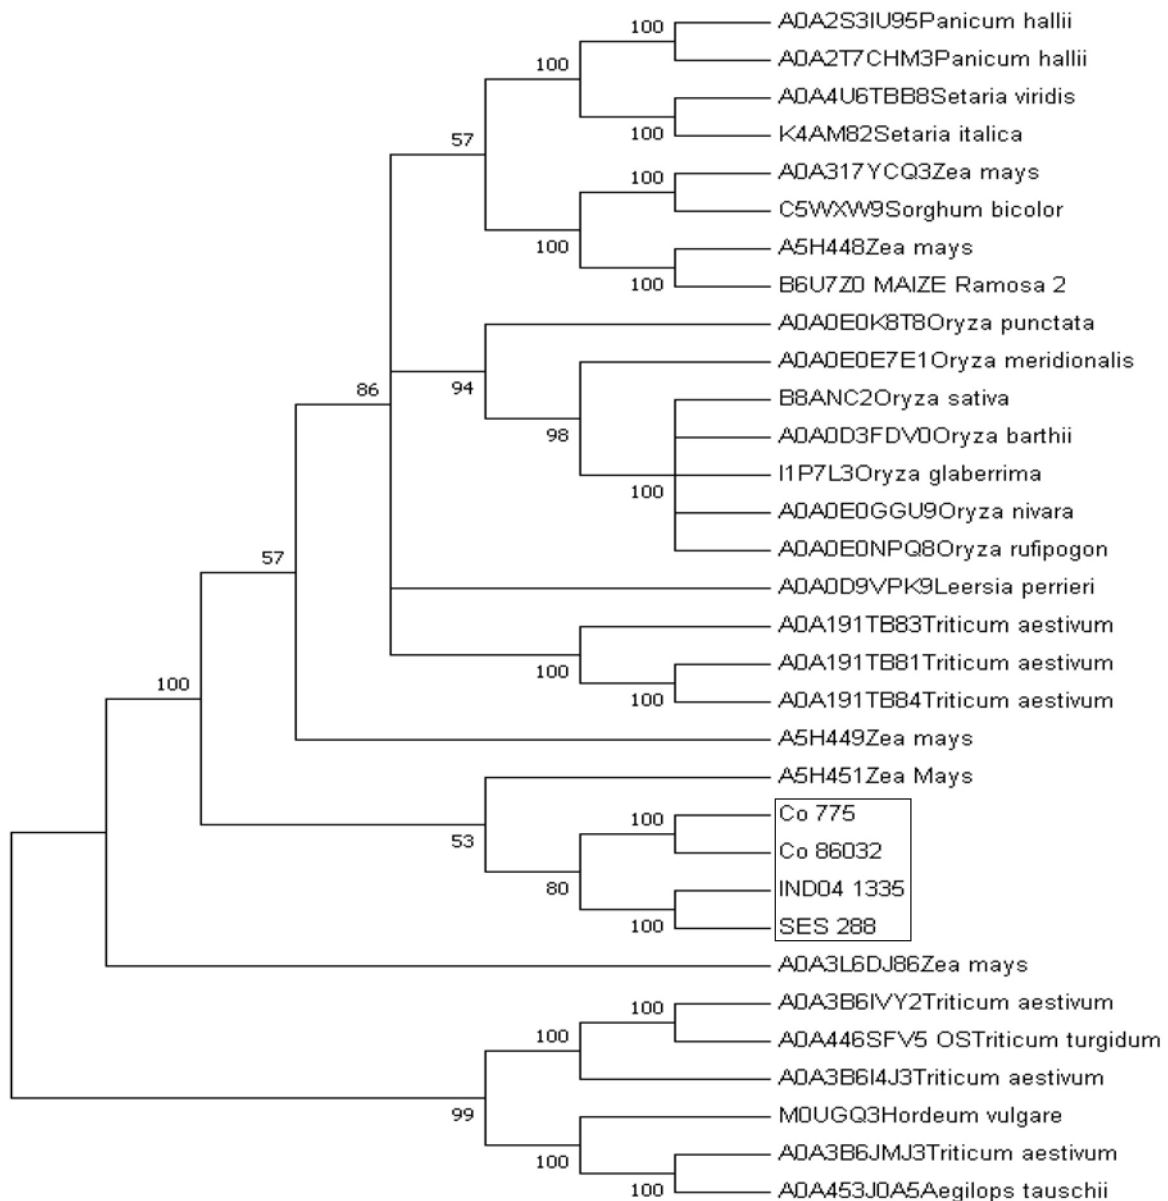 A0A2S3IU95Panicum hallii
100
A0A2T7CHM3Panicum hallii
100
A0A4U6TBB8Setaria viridis
100
K4AM82Setaria italica
57
A0A317YCQ3Zea mays
100
C5WXW9Sorghum bicolor
100
A5H448Zea mays
100
B6U7Z0 MAIZE Ramosa 2
A0A0E0K8T8Oryza punctata
A0A0E0E7E1Oryza meridionalis
86
94
B8ANC2Oryza sativa
98
A0A0D3FDV0Oryza barthii
I1P7L3Oryza glaberrima
100
A0A0E0GGU9Oryza nivara
A0A0E0NPQ8Oryza rufipogon
57
A0A0D9VPK9Leersia perrieri
A0A191TB83Triticum aestivum
100
A0A191TB81Triticum aestivum
100
A0A191TB84Triticum aestivum
100
A5H449Zea mays
A5H451Zea Mays
Co 775
100
53
Co 86032
80
IND04 1335
100
SES 288
A0A3L6DJ86Zea mays
A0A3B6IVY2Triticum aestivum
100
100
A0A446SFV5 OSTriticum turgidum
A0A3B6I4J3Triticum aestivum
99
M0UGQ3Hordeum vulgare
100
A0A3B6JMJ3Triticum aestivum
100
A0A453J0A5Aegilops tauschii